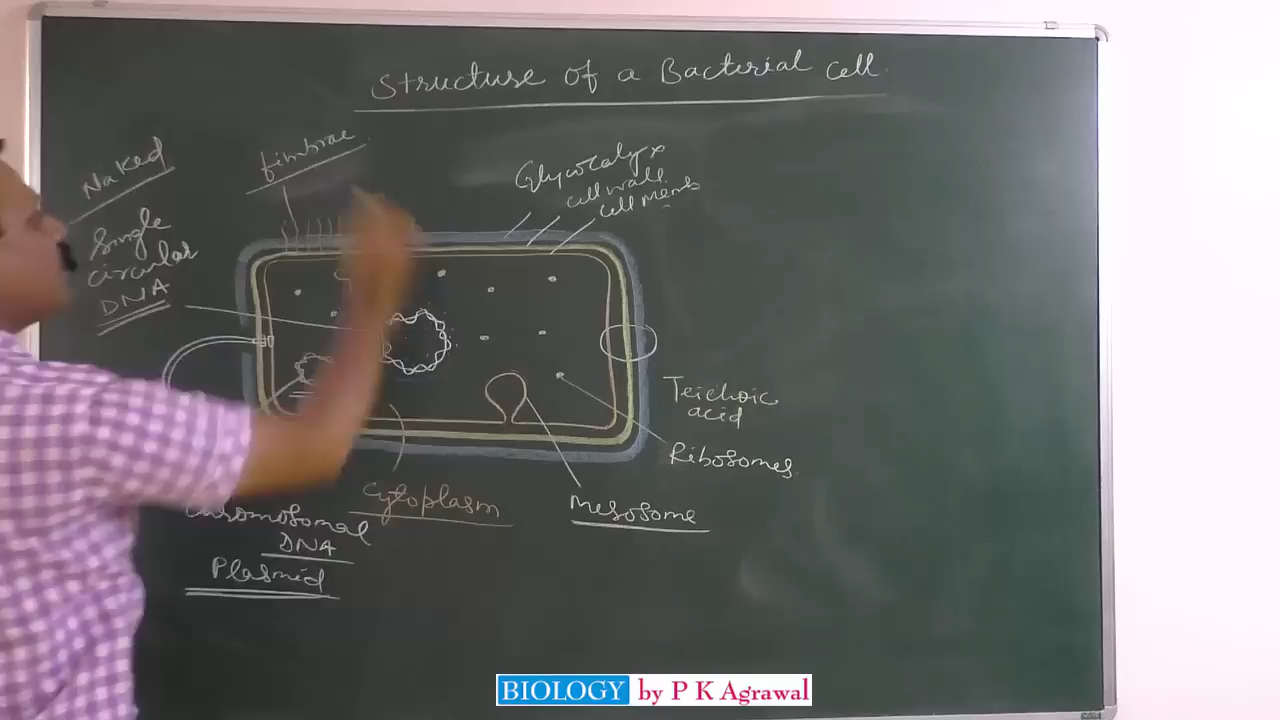 Structure of a Bacterial cell
Naked
Single
circular
DNA
fimbrae
Glycocalyx
cell wall
cell memb
Teichoic
acid
Ribosomes
Mesosome
Cytoplasm
DNA
Plasmid
BIOLOGY by P K Agrawal